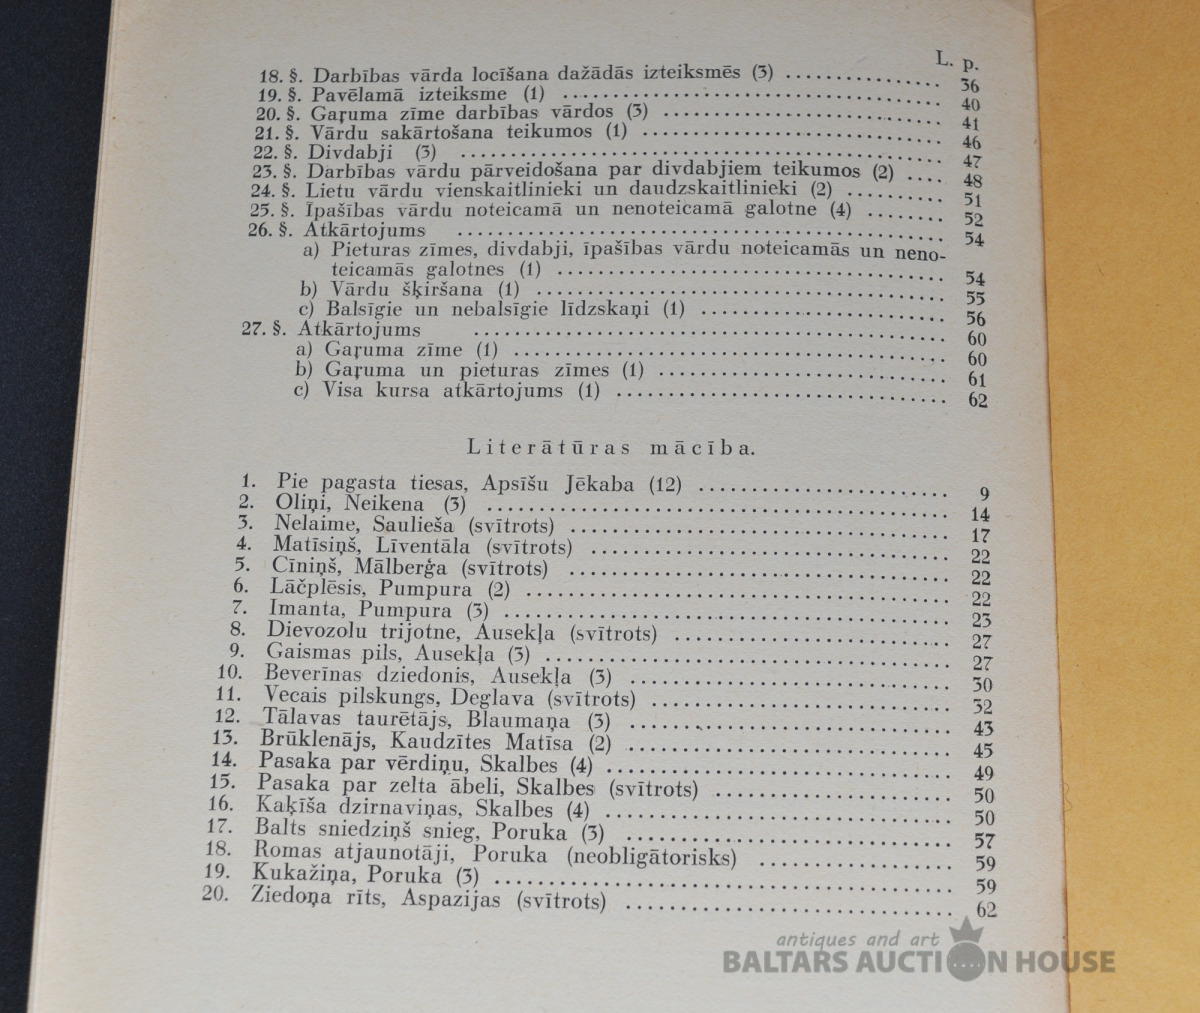 L. p.
18. §. Darbības vārda locīšana dažādās izteiksmēs (3) ................ 36
19. §. Pavēlamā izteiksme (1) ...................................... 40
20. §. Gaŗuma zīme darbības vārdos (3) ............................ 41
21. §. Vārdu sakārtošana teikumos (1) .............................. 46
22. §. Divdabji (3) ................................................ 47
23. §. Darbības vārdu pārveidošana par divdabjiem teikumos (2) .... 48
24. §. Lietu vārdu vienskaitlinieki un daudzskaitlinieki (2) .......... 51
25. §. Īpašības vārdu noteicamā un nenoteicamā galotne (4) ........ 52
26. §. Atkārtojums ................................................ 54
a) Pieturas zīmes, divdabji, īpašības vārdu noteicamās un neno-
teicamās galotnes (1) ...................................... 54
b) Vārdu šķiršana (1) ........................................ 55
c) Balsīgie un nebalsīgie līdzskaņi (1) ........................ 56
27. §. Atkārtojums .............................................. 60
a) Gaŗuma zīme (1) .......................................... 60
b) Gaŗuma un pieturas zīmes (1) .............................. 61
c) Visa kursa atkārtojums (1) .................................. 62
Literātūras mācība.
1. Pie pagasta tiesas, Apsīšu Jēkaba (12) .......................... 9
2. Oliņi, Neikena (3) .............................................. 14
3. Nelaime, Saulieša (svītrots) .................................... 17
4. Matīsiņš, Līventāla (svītrots) .................................. 22
5. Cīniņš, Mālberģa (svītrots) .................................... 22
6. Lāčplēsis, Pumpura (2) ........................................ 22
7. Imanta, Pumpura (3) .......................................... 23
8. Dievozolu trijotne, Ausekļa (svītrots) .......................... 27
9. Gaismas pils, Ausekļa (3) ...................................... 27
10. Beverīnas dziedonis, Ausekļa (3) .............................. 30
11. Vecais pilskungs, Deglava (svītrots) ............................ 32
12. Tālavas taurētājs, Blaumaņa (3) .............................. 43
13. Brūklenājs, Kaudzītes Matīsa (2) .............................. 45
14. Pasaka par vērdiņu, Skalbes (4) ................................ 49
15. Pasaka par zelta ābeli, Skalbes (svītrots) ........................ 50
16. Kaķīša dzirnaviņas, Skalbes (4) ................................ 50
17. Balts sniedziņš snieg, Poruka (3) .............................. 57
18. Romas atjaunotāji, Poruka (neobligātorisks) .................... 59
19. Kukažiņa, Poruka (3) .......................................... 59
20. Ziedoņa rīts, Aspazijas (svītrots) .............................. 62
antiques and art
BALTARS AUCTION HOUSE